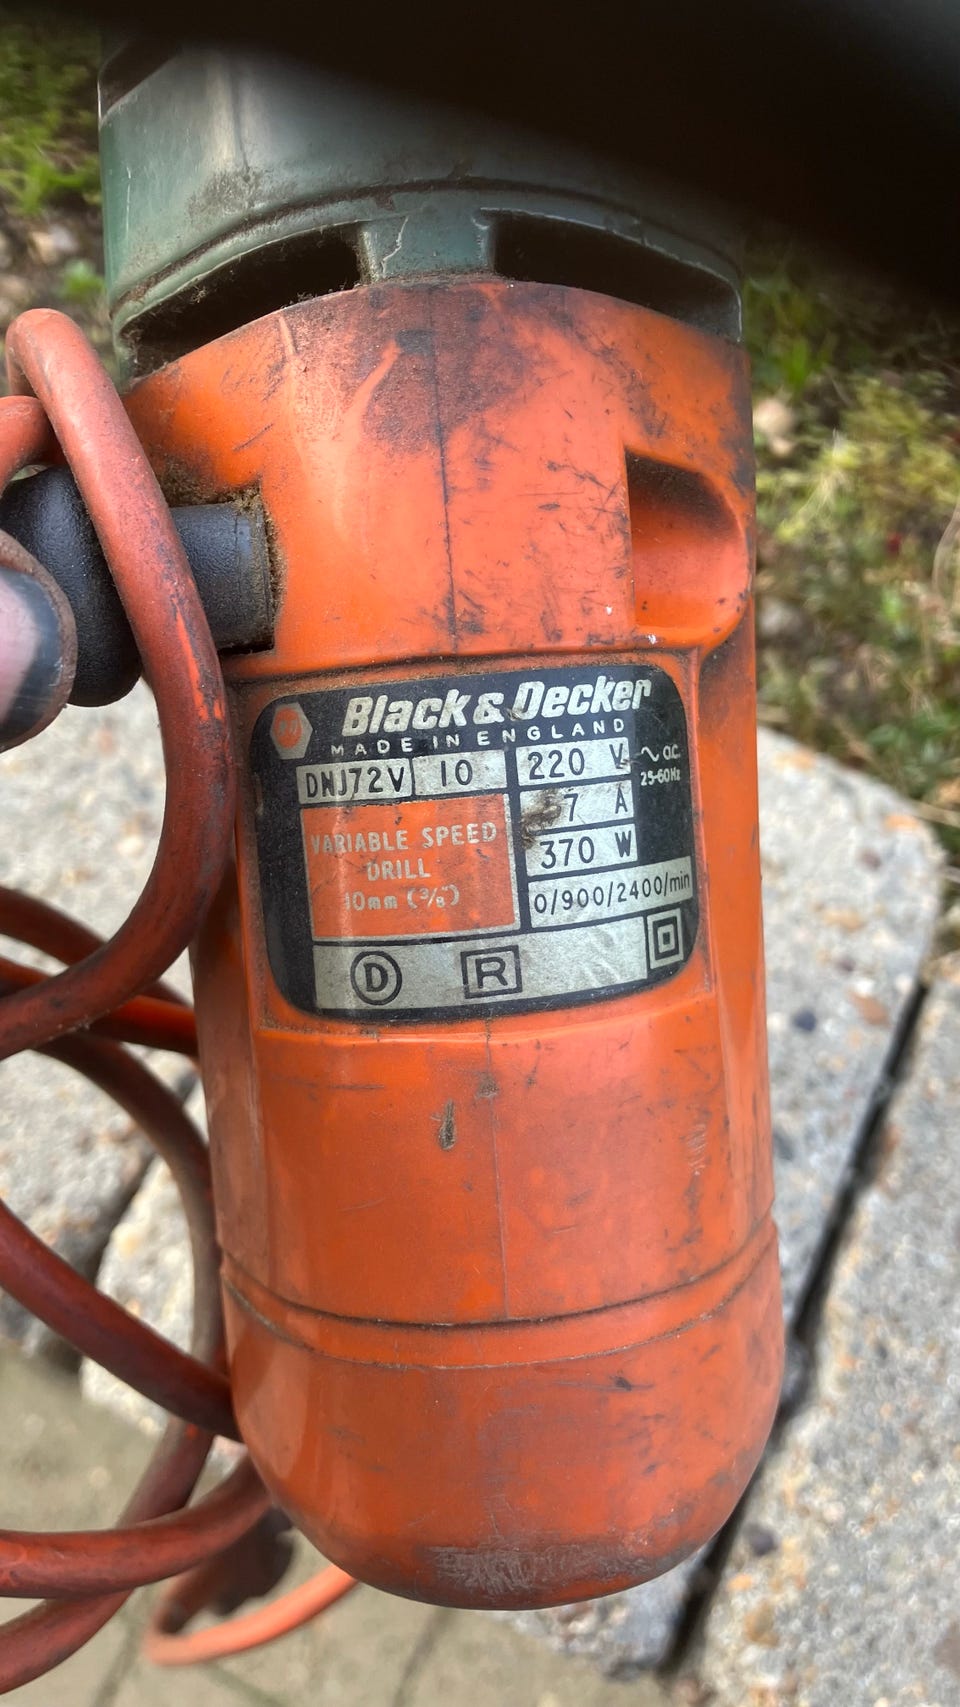 Black & Decker
MADE IN ENGLAND
DNJ72V 10
220 V ~ a.c.
25-60Hz
7 A
370 W
VARIABLE SPEED
DRILL
10mm (3/8")
0/900/2400/min
D R